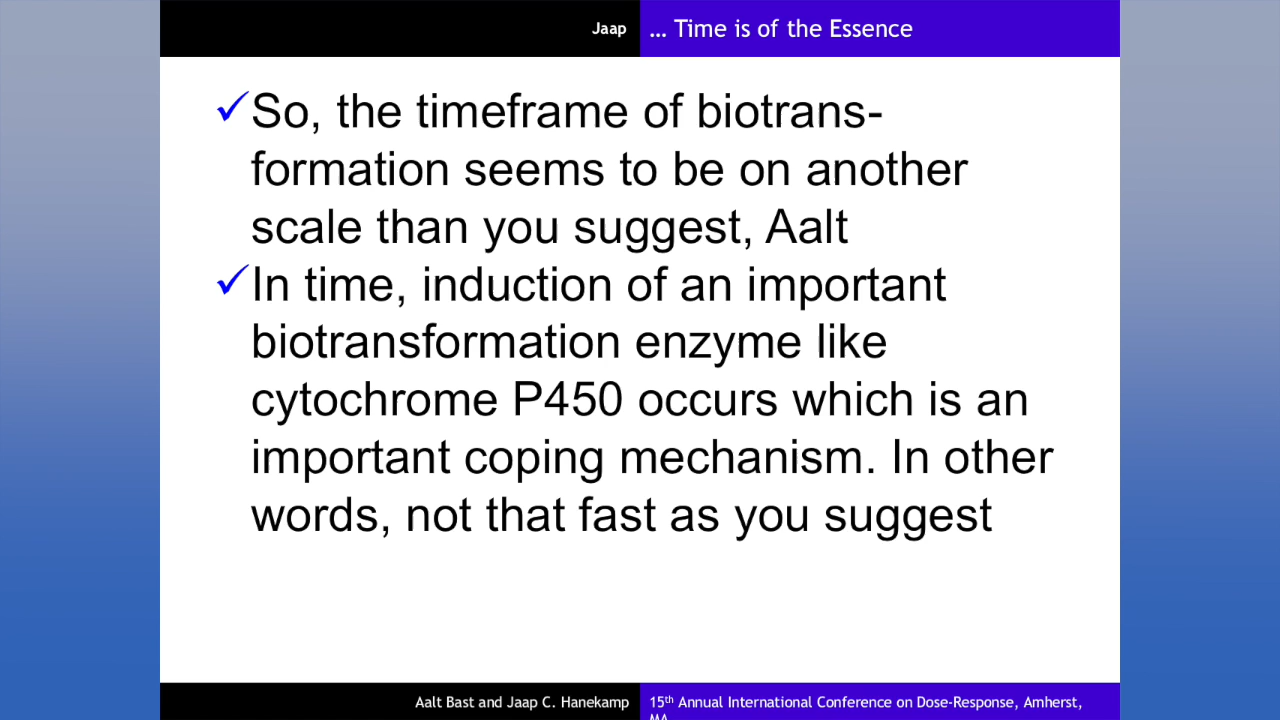 Jaap
… Time is of the Essence
So, the timeframe of biotrans-
formation seems to be on another
scale than you suggest, Aalt
In time, induction of an important
biotransformation enzyme like
cytochrome P450 occurs which is an
important coping mechanism. In other
words, not that fast as you suggest
Aalt Bast and Jaap C. Hanekamp
15th Annual International Conference on Dose-Response, Amherst,
MA